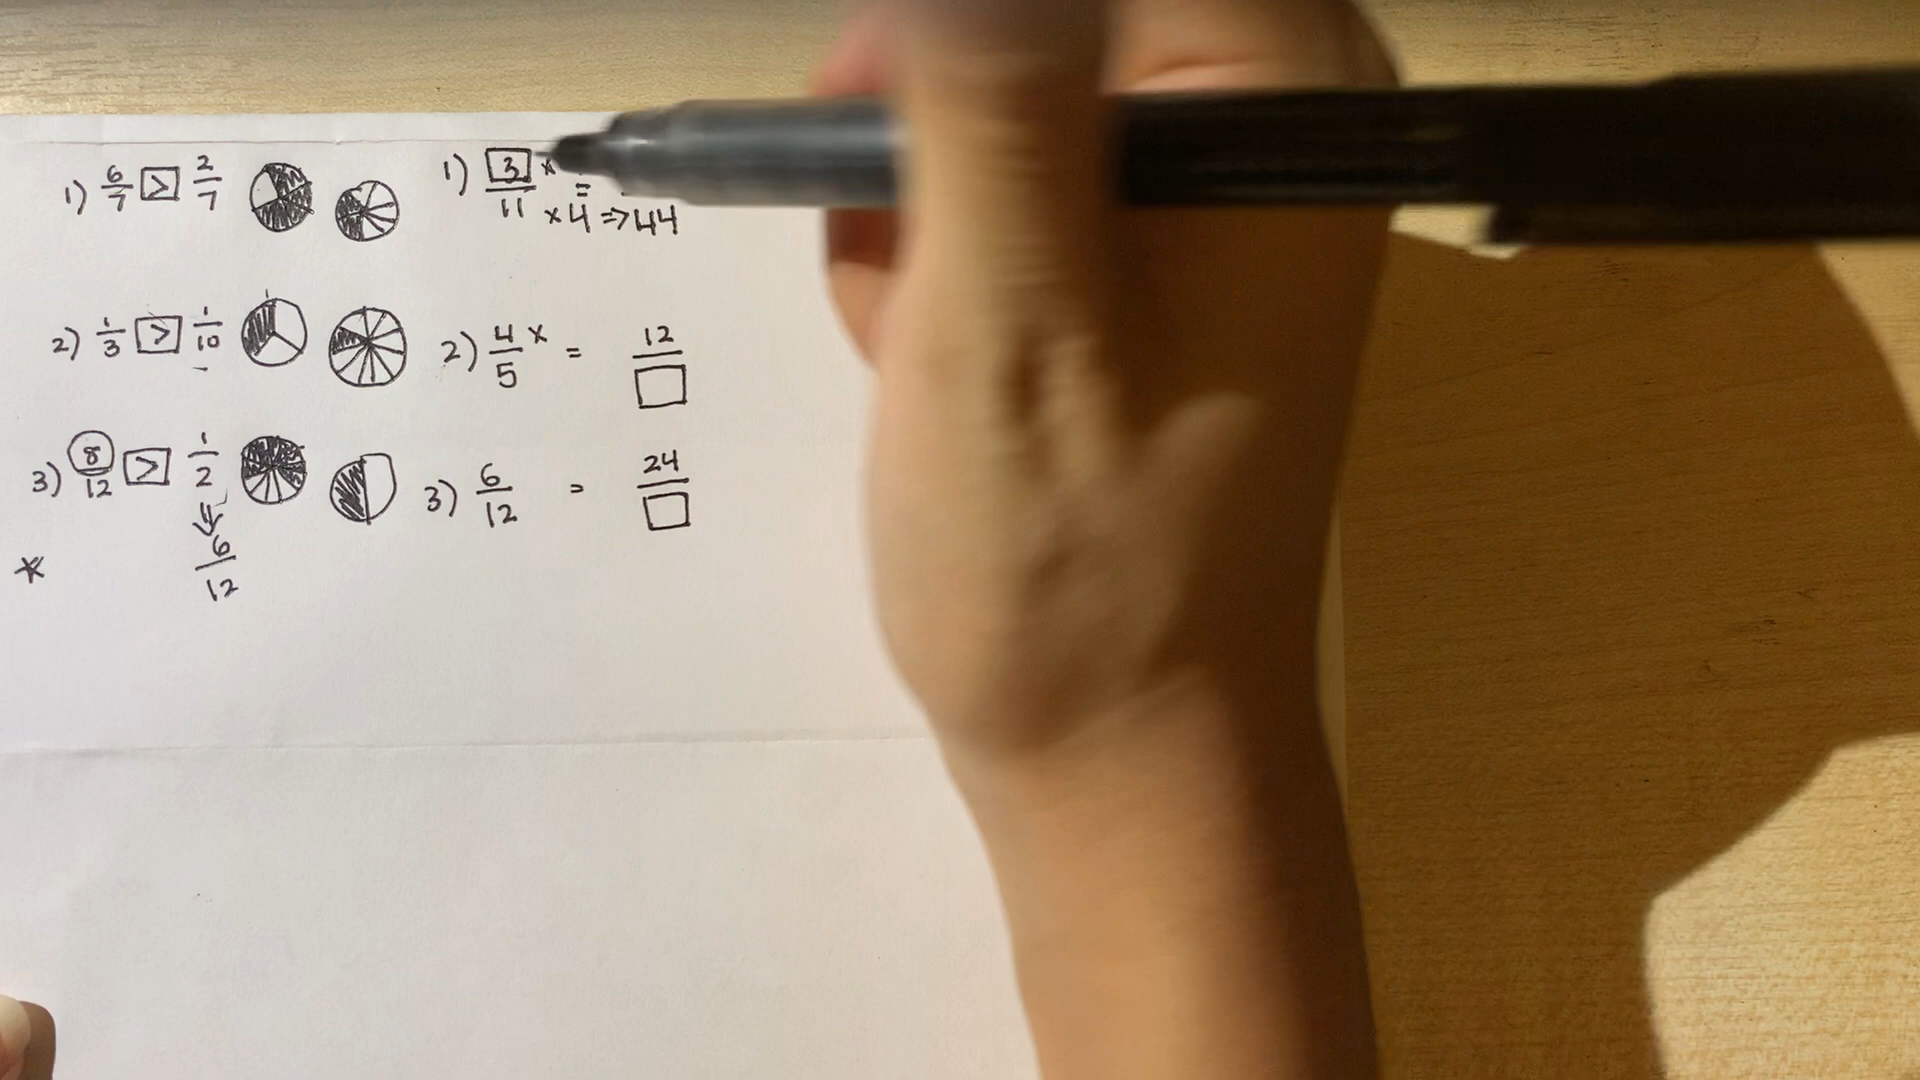 1) 6/7 > 2/7
2) 1/3 > 1/10
3) 8/12 > 1/2
6/12
*
1) 3/11 x =
x 4 => 44
2) 4/5 x = 12/□
3) 6/12 = 24/□